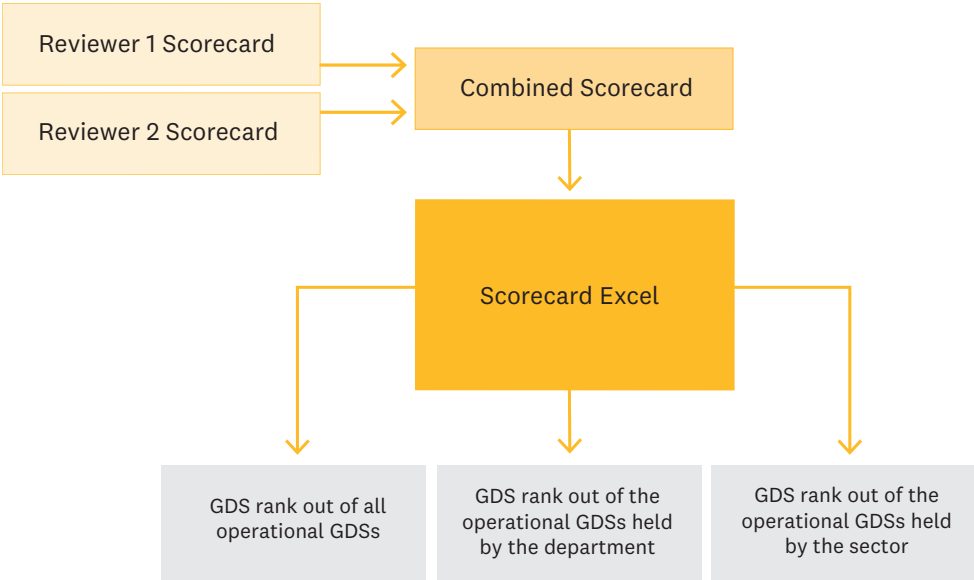 Reviewer 1 Scorecard
Reviewer 2 Scorecard
Combined Scorecard
Scorecard Excel
GDS rank out of all
operational GDSs
GDS rank out of the
operational GDSs held
by the department
GDS rank out of the
operational GDSs held
by the sector